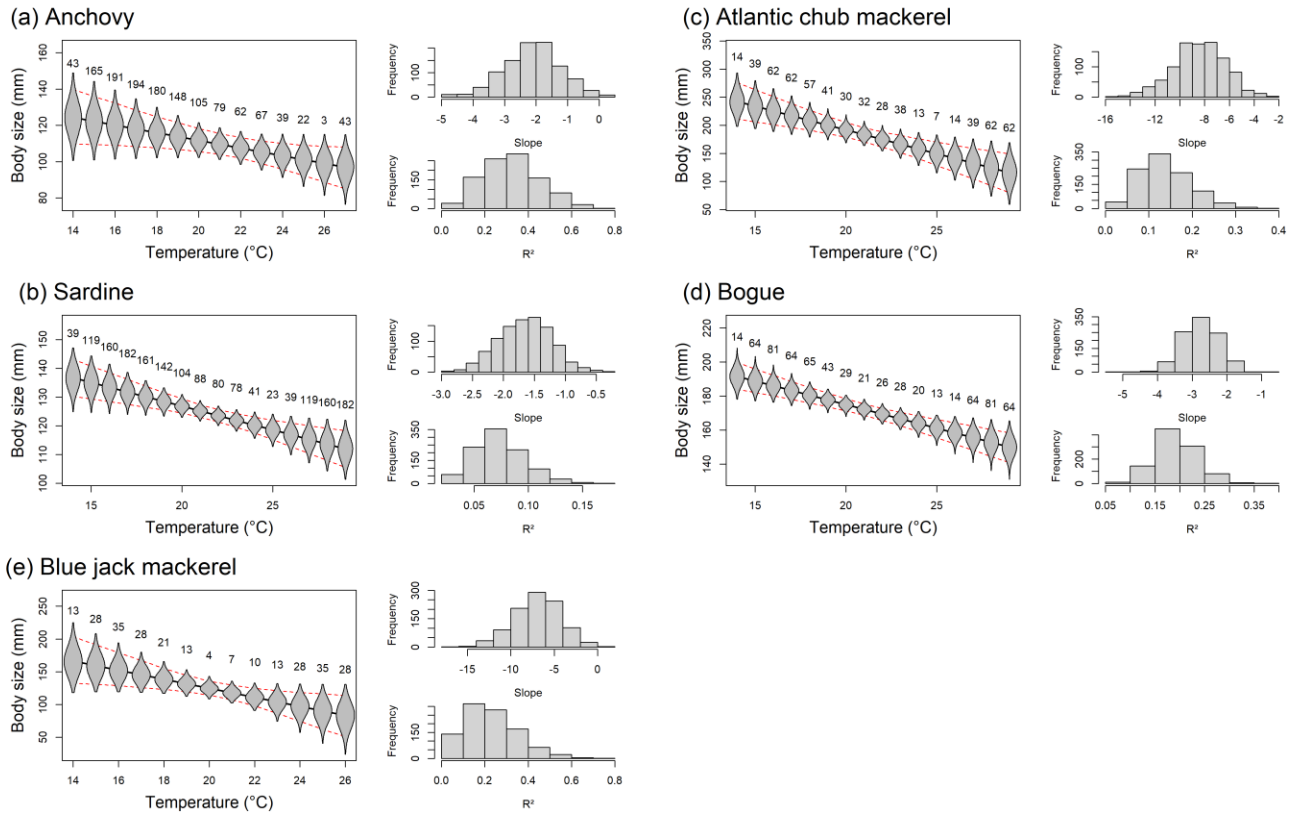 (a) Anchovy
Body size (mm)
160
140
120
100
80
43 165 191 194 180 148 105 79 62 67 39 22 3 43
14 16 18 20 22 24 26
Temperature (°C)
Frequency
100
0
-5 -4 -3 -2 -1 0
Slope
Frequency
150
0
0.0 0.2 0.4 0.6 0.8
R²
(c) Atlantic chub mackerel
Body size (mm)
350
300
250
200
150
100
50
14 39 62 62 57 41 30 32 28 38 13 7 14 39 62 62
15 20 25
Temperature (°C)
Frequency
100
0
-16 -12 -8 -6 -4 -2
Slope
Frequency
350
150
0
0.0 0.1 0.2 0.3 0.4
R²
(b) Sardine
Body size (mm)
150
140
130
120
110
100
39 119 160 182 161 142 104 88 80 78 41 23 39 119 160 182
15 20 25
Temperature (°C)
Frequency
100
0
-3.0 -2.5 -2.0 -1.5 -1.0 -0.5
Slope
Frequency
350
150
0
0.05 0.10 0.15
R²
(d) Bogue
Body size (mm)
220
200
180
160
140
14 64 81 64 65 43 29 21 26 28 20 13 14 64 81 64
15 20 25
Temperature (°C)
Frequency
350
150
0
-5 -4 -3 -2 -1
Slope
Frequency
200
0
0.05 0.15 0.25 0.35
R²
(e) Blue jack mackerel
Body size (mm)
250
200
150
100
50
13 28 35 28 21 13 4 7 10 13 28 35 28
14 16 18 20 22 24 26
Temperature (°C)
Frequency
300
150
0
-15 -10 -5 0
Slope
Frequency
150
0
0.0 0.2 0.4 0.6 0.8
R²